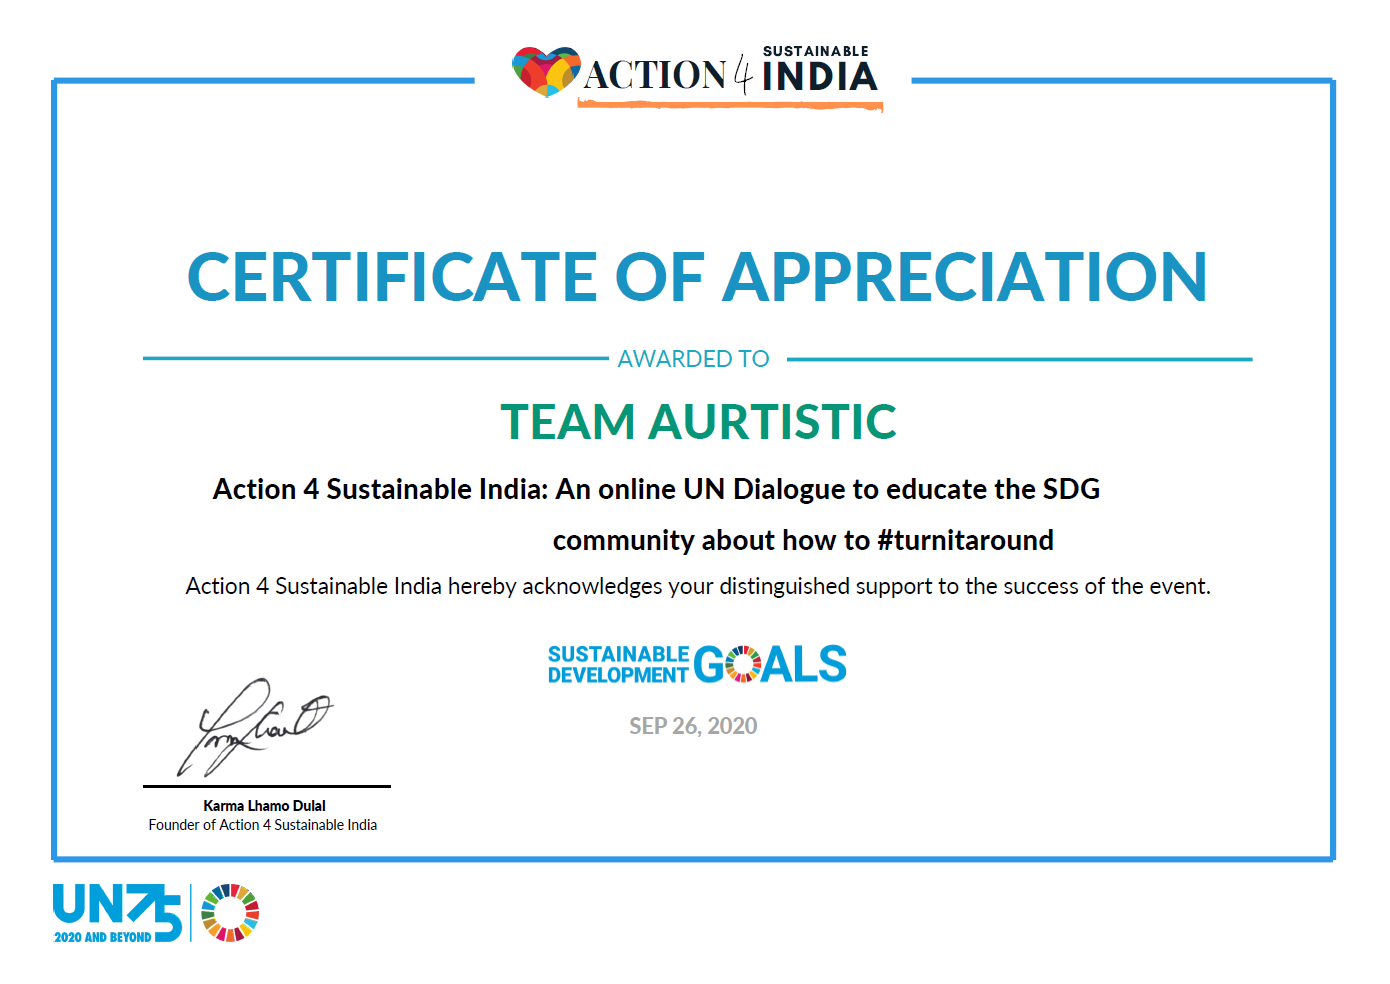 ACTION 4 SUSTAINABLE INDIA
CERTIFICATE OF APPRECIATION
AWARDED TO
TEAM AURTISTIC
Action 4 Sustainable India: An online UN Dialogue to educate the SDG
community about how to #turnitaround
Action 4 Sustainable India hereby acknowledges your distinguished support to the success of the event.
SUSTAINABLE
DEVELOPMENT GOALS
SEP 26, 2020
Karma Lhamo Dulal
Founder of Action 4 Sustainable India
UN75
2020 AND BEYOND